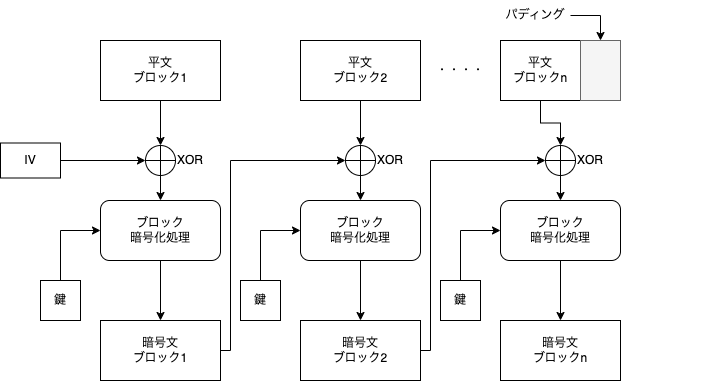 パディング
平文
ブロック1
平文
ブロック2
・・・・
平文
ブロックn
IV
XOR
XOR
XOR
ブロック
暗号化処理
ブロック
暗号化処理
ブロック
暗号化処理
鍵
鍵
鍵
暗号文
ブロック1
暗号文
ブロック2
暗号文
ブロックn